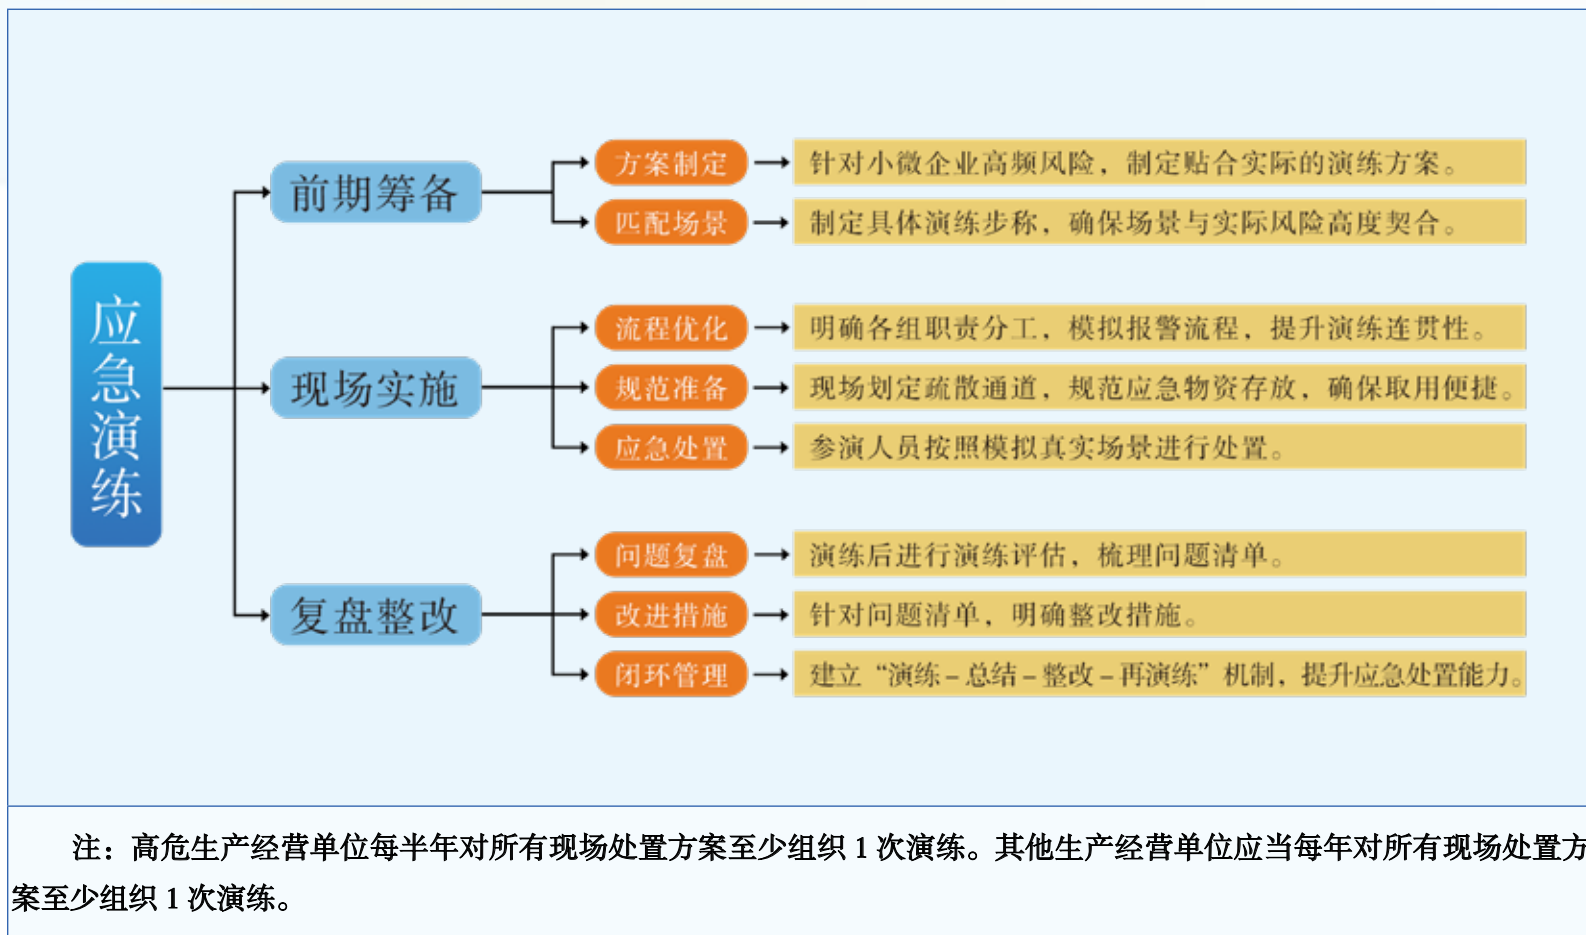 应急演练
前期筹备
方案制定
针对小微企业高频风险，制定贴合实际的演练方案。
匹配场景
制定具体演练步称，确保场景与实际风险高度契合。
现场实施
流程优化
明确各组职责分工，模拟报警流程，提升演练连贯性。
规范准备
现场划定疏散通道，规范应急物资存放，确保取用便捷。
应急处置
参演人员按照模拟真实场景进行处置。
复盘整改
问题复盘
演练后进行演练评估，梳理问题清单。
改进措施
针对问题清单，明确整改措施。
闭环管理
建立“演练－总结－整改－再演练”机制，提升应急处置能力。
注：高危生产经营单位每半年对所有现场处置方案至少组织 1 次演练。其他生产经营单位应当每年对所有现场处置方
案至少组织 1 次演练。